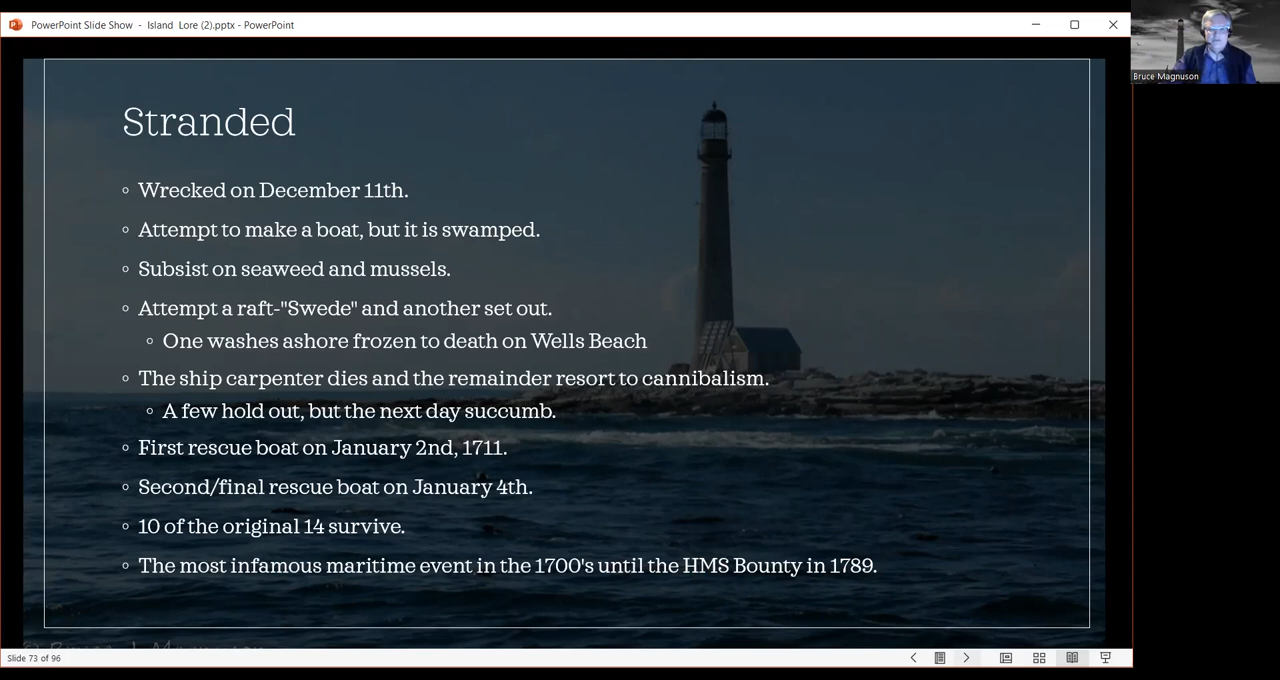 PowerPoint Slide Show - Island Lore (2).pptx - PowerPoint
Bruce Magnuson
Stranded
Wrecked on December 11th.
Attempt to make a boat, but it is swamped.
Subsist on seaweed and mussels.
Attempt a raft-"Swede" and another set out.
One washes ashore frozen to death on Wells Beach
The ship carpenter dies and the remainder resort to cannibalism.
A few hold out, but the next day succumb.
First rescue boat on January 2nd, 1711.
Second/final rescue boat on January 4th.
10 of the original 14 survive.
The most infamous maritime event in the 1700's until the HMS Bounty in 1789.
Slide 73 of 96